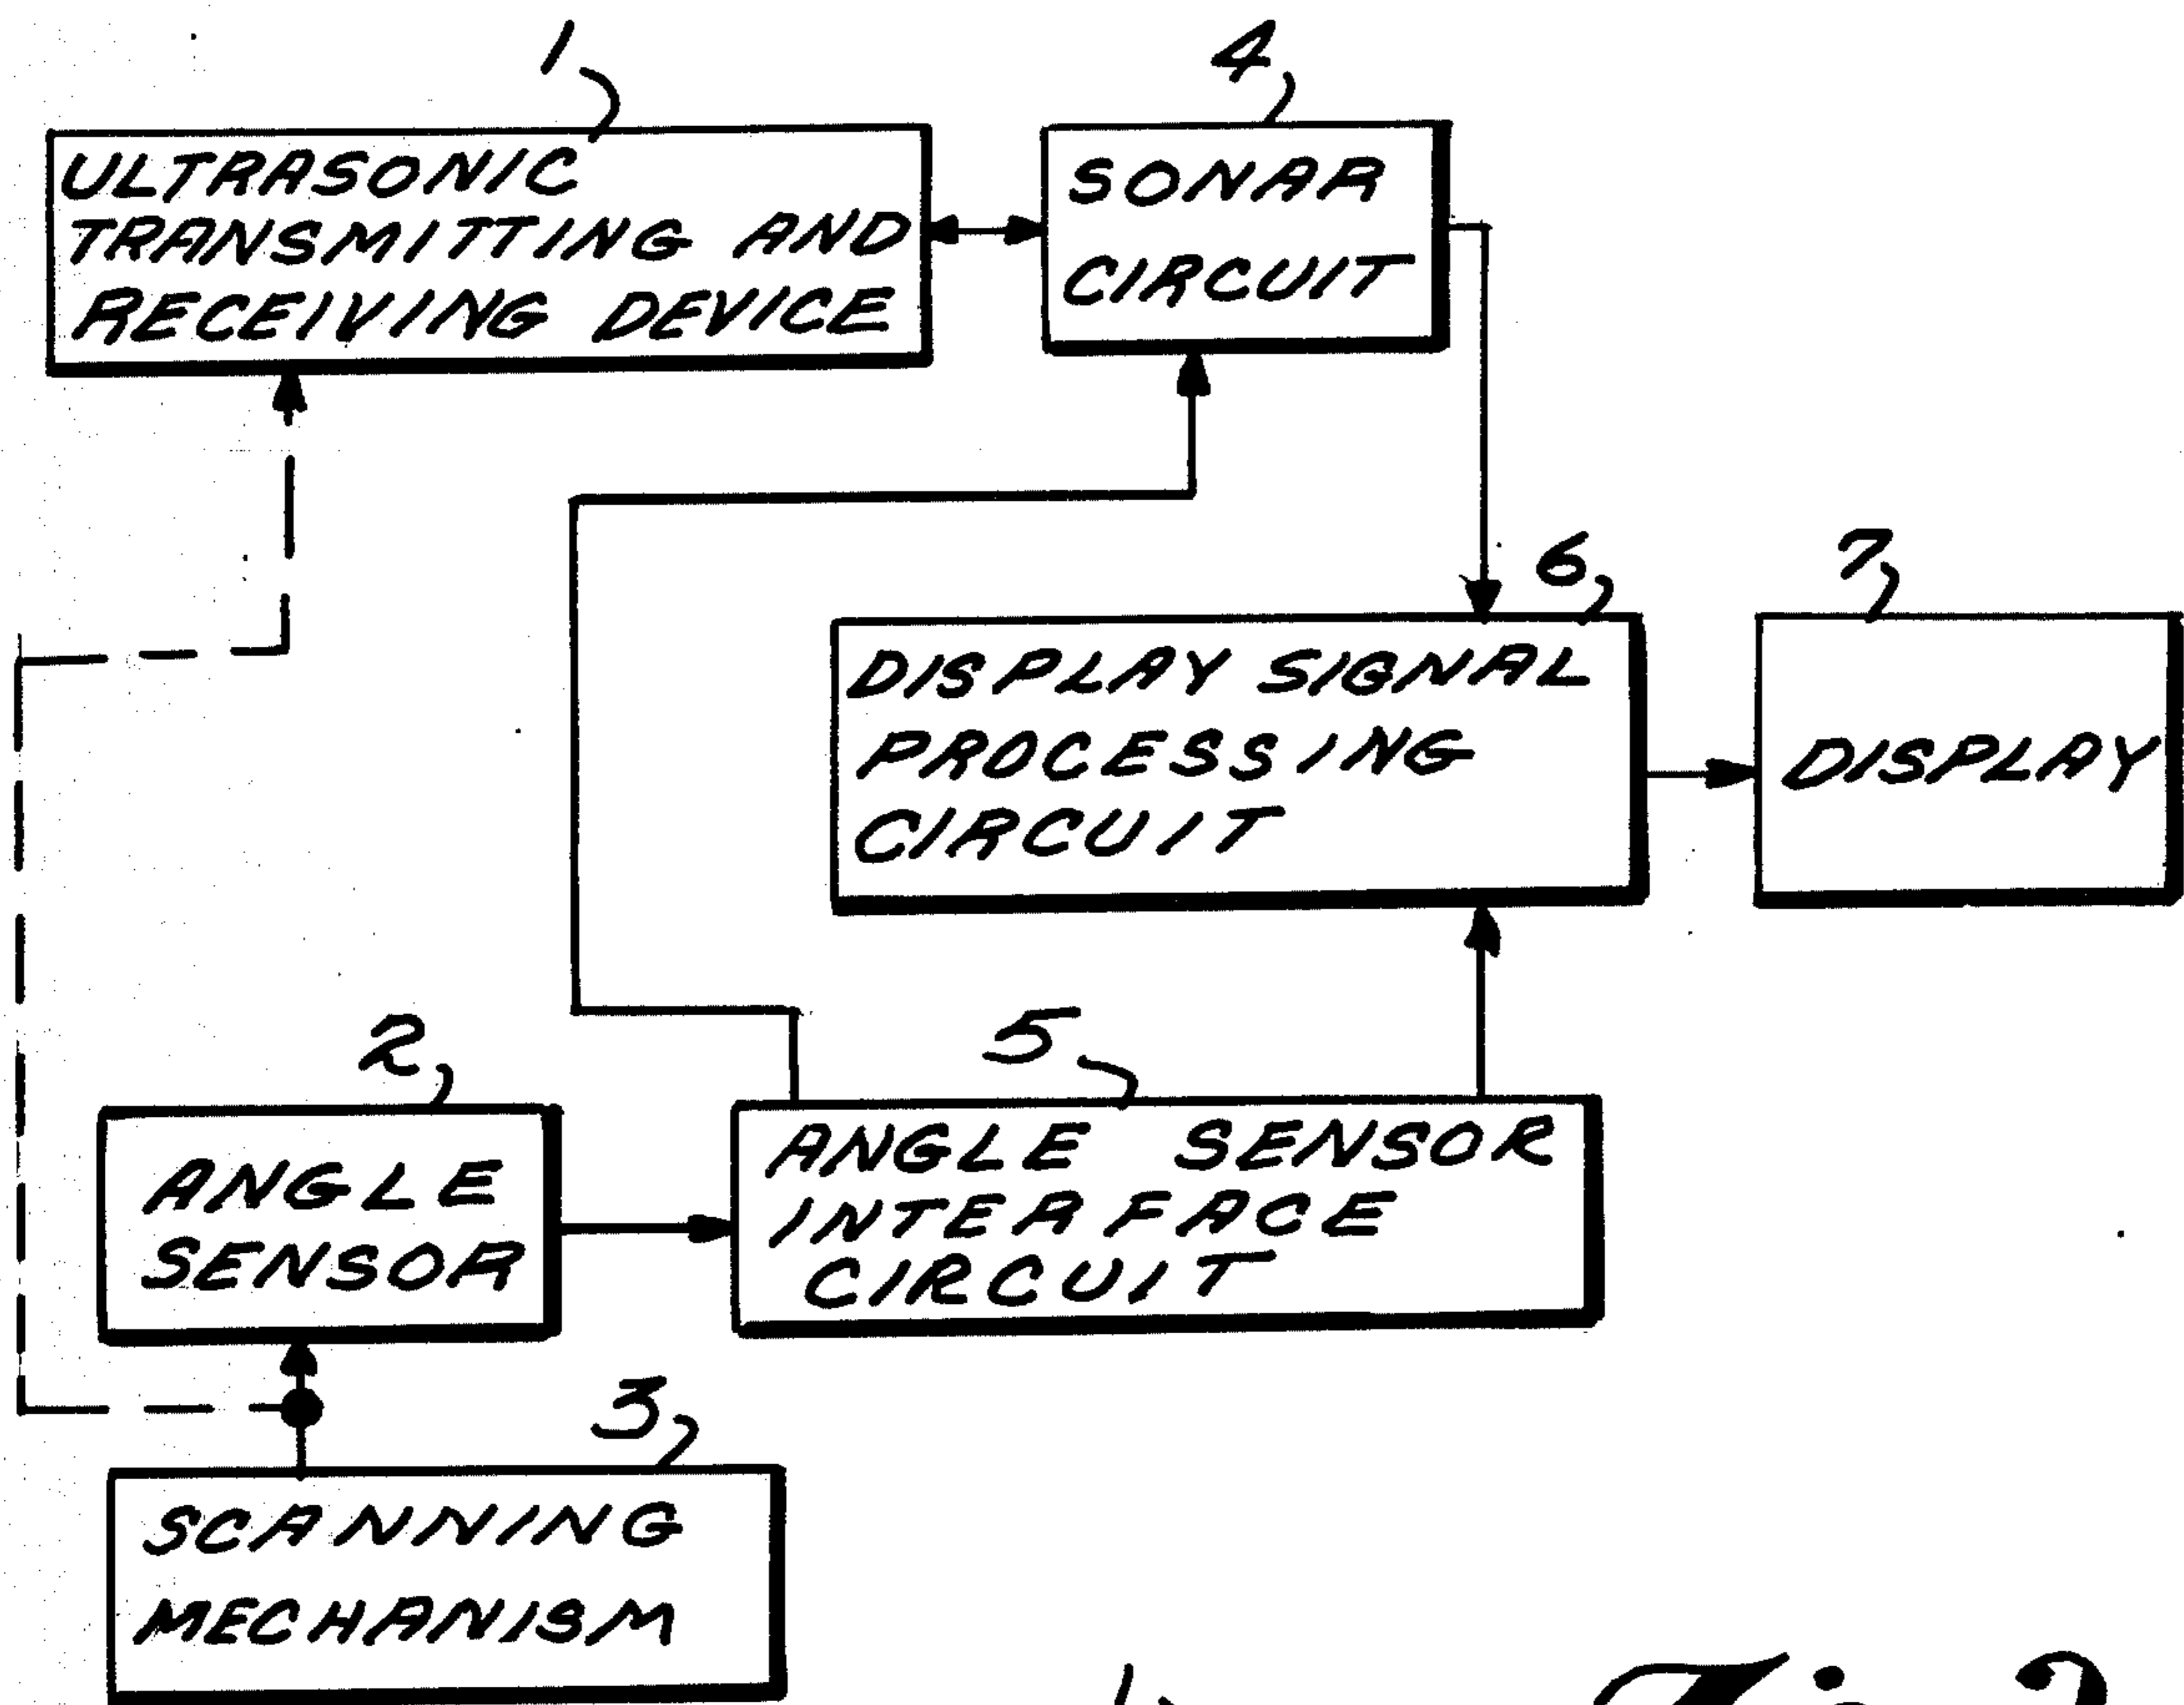 1
4
ULTRASONIC
TRANSMITTING AND
RECEIVING DEVICE
SONAR
CIRCUIT
6
7
DISPLAY SIGNAL
PROCESSING
CIRCUIT
DISPLAY
2
5
ANGLE
SENSOR
ANGLE SENSOR
INTERFACE
CIRCUIT
3
SCANNING
MECHANISM